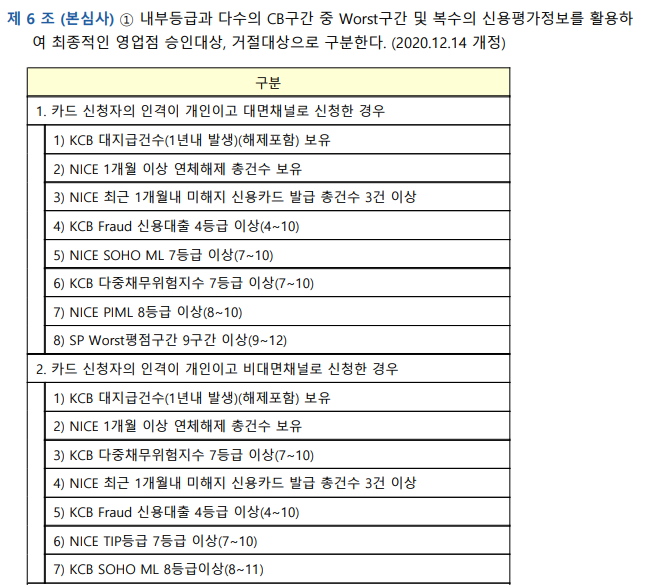 제 6 조 (본심사) ① 내부등급과 다수의 CB구간 중 Worst구간 및 복수의 신용평가정보를 활용하
여 최종적인 영업점 승인대상, 거절대상으로 구분한다. (2020.12.14 개정)
구분
1. 카드 신청자의 인격이 개인이고 대면채널로 신청한 경우
1) KCB 대지급건수(1년내 발생)(해제포함) 보유
2) NICE 1개월 이상 연체해제 총건수 보유
3) NICE 최근 1개월내 미해지 신용카드 발급 총건수 3건 이상
4) KCB Fraud 신용대출 4등급 이상(4~10)
5) NICE SOHO ML 7등급 이상(7~10)
6) KCB 다중채무위험지수 7등급 이상(7~10)
7) NICE PIML 8등급 이상(8~10)
8) SP Worst평점구간 9구간 이상(9~12)
2. 카드 신청자의 인격이 개인이고 비대면채널로 신청한 경우
1) KCB 대지급건수(1년내 발생)(해제포함) 보유
2) NICE 1개월 이상 연체해제 총건수 보유
3) KCB 다중채무위험지수 7등급 이상(7~10)
4) NICE 최근 1개월내 미해지 신용카드 발급 총건수 3건 이상
5) KCB Fraud 신용대출 4등급 이상(4~10)
6) NICE TIP등급 7등급 이상(7~10)
7) KCB SOHO ML 8등급이상(8~11)